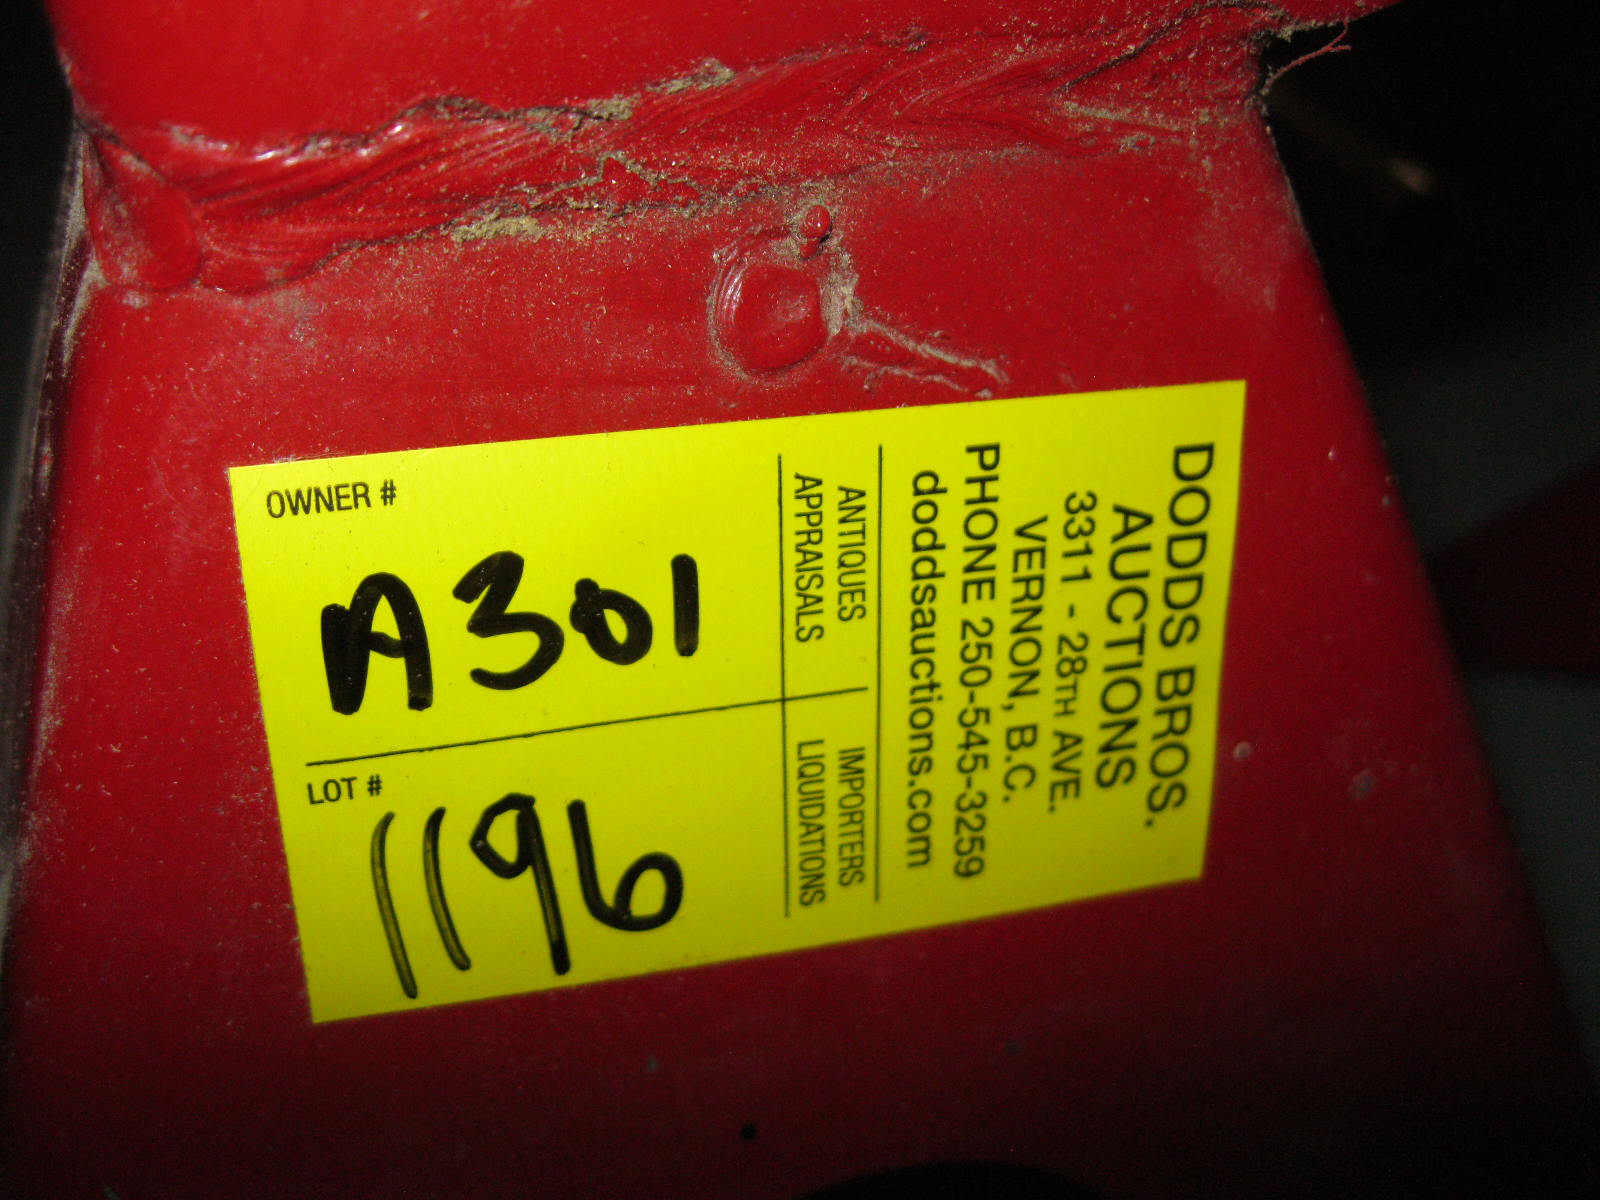 DODDS BROS.
AUCTIONS
3311 - 28TH AVE.
VERNON, B.C.
PHONE 250-545-3259
doddsauctions.com
ANTIQUES IMPORTERS
APPRAISALS LIQUIDATIONS
OWNER #
A301
LOT #
1196